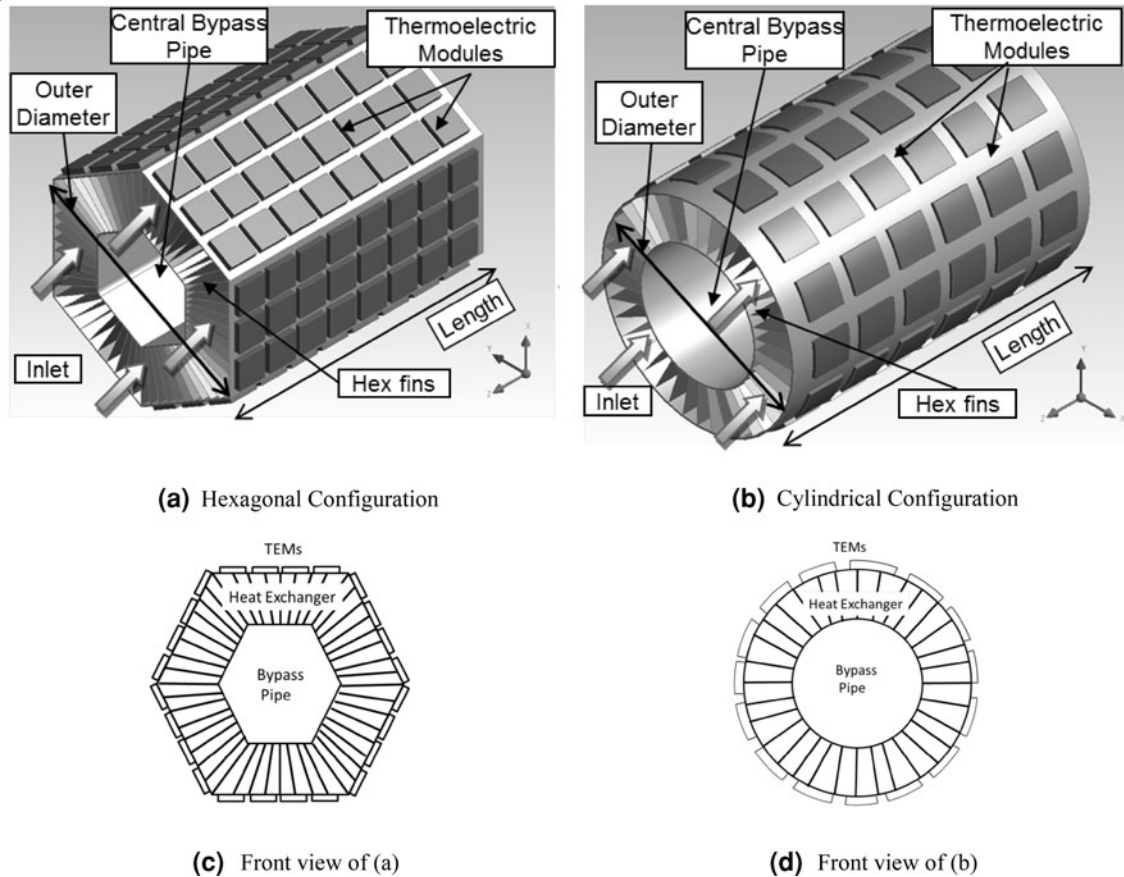 Central Bypass
Pipe
Thermoelectric
Modules
Outer
Diameter
Length
Inlet
Hex fins
X
Y
Z
(a) Hexagonal Configuration
Central Bypass
Pipe
Thermoelectric
Modules
Outer
Diameter
Length
Inlet
Hex fins
Z
X
(b) Cylindrical Configuration
TEMs
Heat Exchanger
Bypass
Pipe
(c) Front view of (a)
TEMs
Heat Exchanger
Bypass
Pipe
(d) Front view of (b)